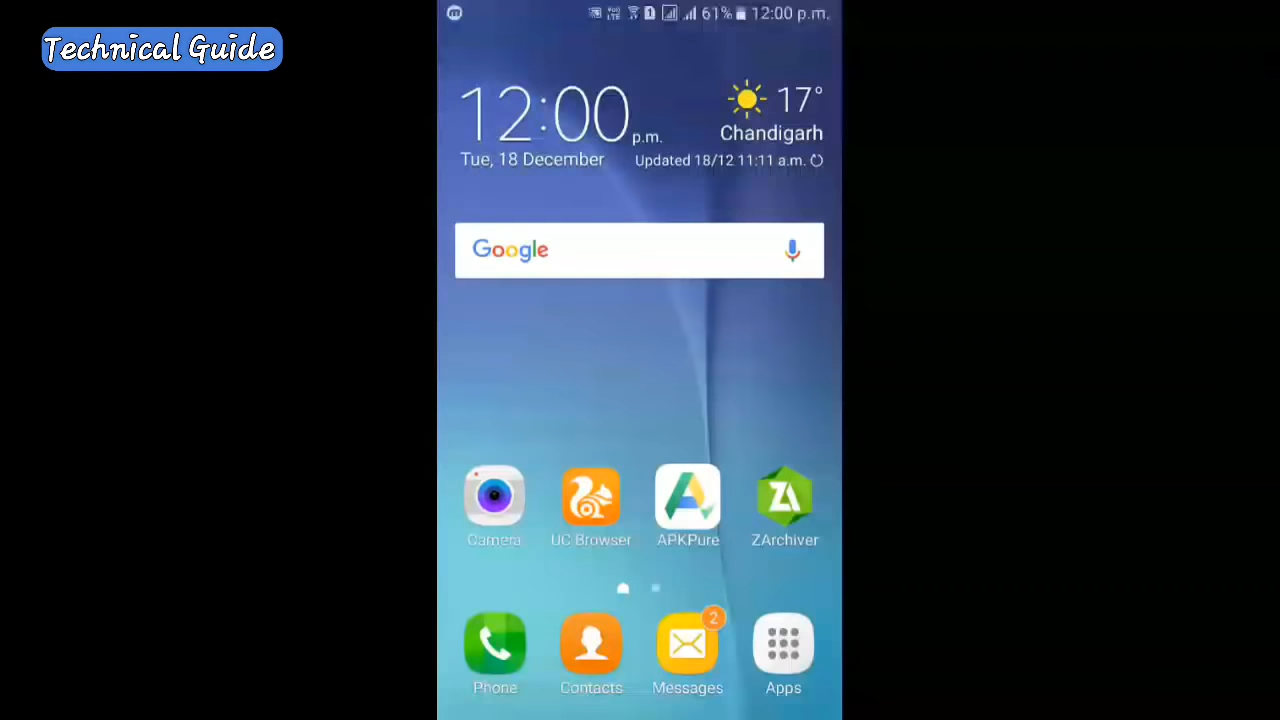 Technical Guide
61% 12:00 p.m.
12:00 p.m.
17°
Chandigarh
Tue, 18 December
Updated 18/12 11:11 a.m.
Google
Camera
UC Browser
APKPure
ZArchiver
2
Phone
Contacts
Messages
Apps